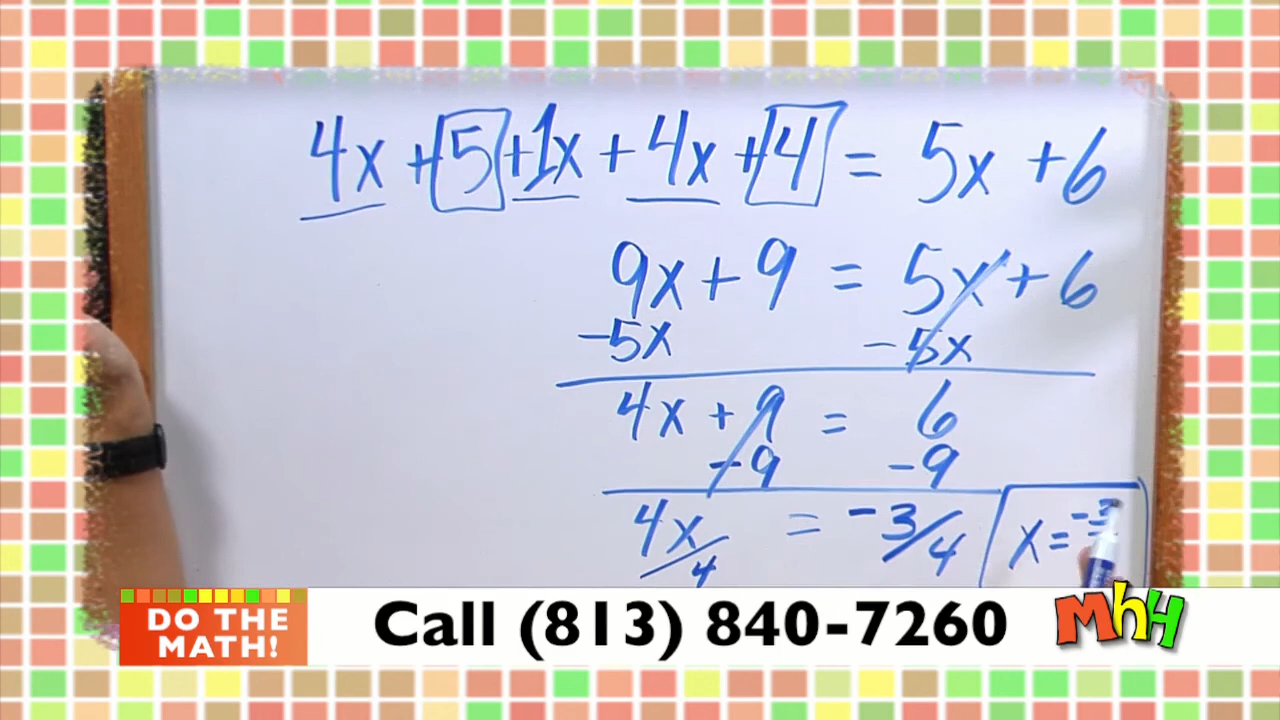 4x + 5 + 1x + 4x + 4 = 5x + 6
9x + 9 = 5x + 6
-5x -5x
4x + 9 = 6
-9 -9
4x/4 = -3/4 x = -3
DO THE MATH!
Call (813) 840-7260
Mh4